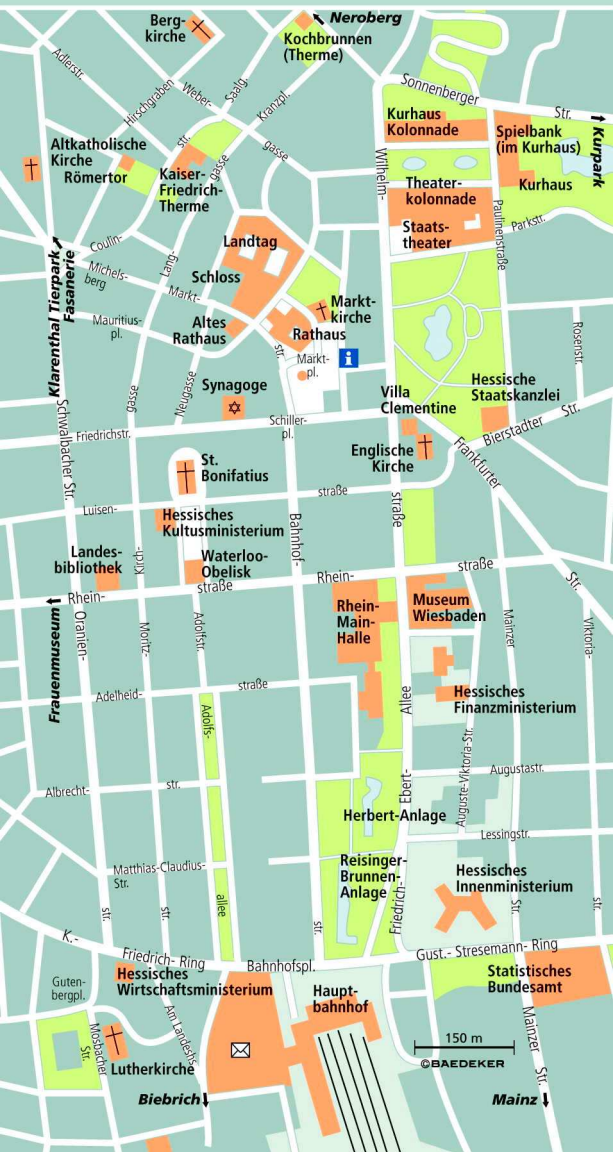 Berg-
kirche
Neroberg
Kochbrunnen
(Therme)
Adlerstr.
Hirschgraben
Weber-
Saalg.
Kranzpl.
Sonnenberger
Str.
Kurpark
Kurhaus
Kolonnade
Spielbank
(im Kurhaus)
Kurhaus
Altkatholische
Kirche
Römertor
str.
gasse
gasse
Kaiser-
Friedrich-
Therme
Wilhelm-
Theater-
kolonnade
Staats-
theater
Paulinenstraße
Parkstr.
Coulin-
Landtag
Klarenthal Tierpark
Fasanerie
Michels-
berg
Lang-
Schloss
Markt-
Mauritius-
pl.
Altes
Rathaus
str.
Rathaus
Markt-
kirche
Markt-
pl.
i
Rosenstr.
gasse
Neugasse
Synagoge
Villa
Clementine
Hessische
Staatskanzlei
Schwalbacher Str.
Friedrichstr.
Schiller-
pl.
Bierstadter
Str.
Englische
Kirche
Frankfurter
St.
Bonifatius
Luisen-
straße
straße
Bahnhof-
Hessisches
Kultusministerium
Landes-
bibliothek
Kirch-
Waterloo-
Obelisk
Rhein-
straße
Rhein-
straße
Str.
Frauenmuseum
Oranien-
Moritz-
Adolfstr.
Rhein-
Main-
Halle
Museum
Wiesbaden
Mainzer
Viktoria-
Adelheid-
straße
Adolfs-
Allee
Hessisches
Finanzministerium
Auguste-Viktoria-Str.
Augustastr.
Albrecht-
str.
Ebert-
Herbert-Anlage
Lessingstr.
Matthias-Claudius-
Str.
Reisinger-
Brunnen-
Anlage
Hessisches
Innenministerium
str.
str.
allee
str.
Friedrich-
str.
str.
K.-
Friedrich- Ring
Bahnhofspl.
Gust.- Stresemann- Ring
Hessisches
Wirtschaftsministerium
Statistisches
Bundesamt
Guten-
bergpl.
Haupt-
bahnhof
Am Landeshs.
Mosbacher
Str.
Lutherkirche
150 m
©BAEDEKER
Mainzer
Str.
Biebrich
Mainz